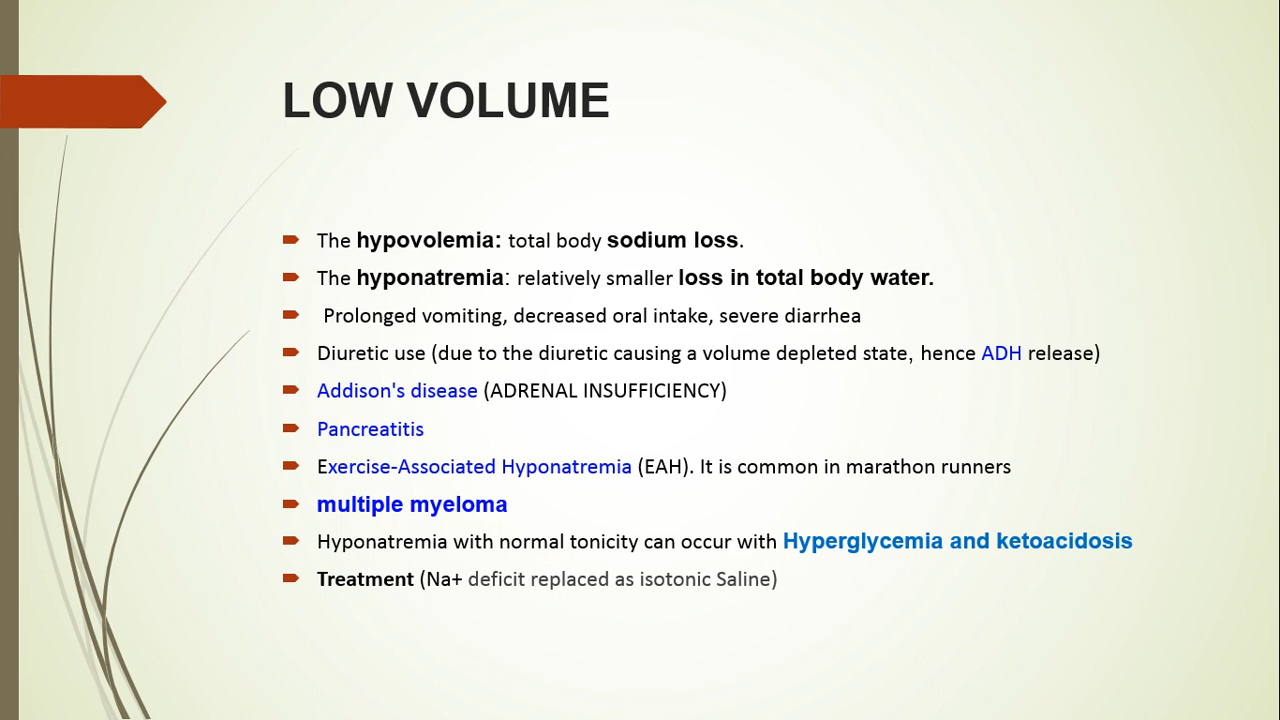 LOW VOLUME
The hypovolemia: total body sodium loss.
The hyponatremia: relatively smaller loss in total body water.
Prolonged vomiting, decreased oral intake, severe diarrhea
Diuretic use (due to the diuretic causing a volume depleted state, hence ADH release)
Addison's disease (ADRENAL INSUFFICIENCY)
Pancreatitis
Exercise-Associated Hyponatremia (EAH). It is common in marathon runners
multiple myeloma
Hyponatremia with normal tonicity can occur with Hyperglycemia and ketoacidosis
Treatment (Na+ deficit replaced as isotonic Saline)